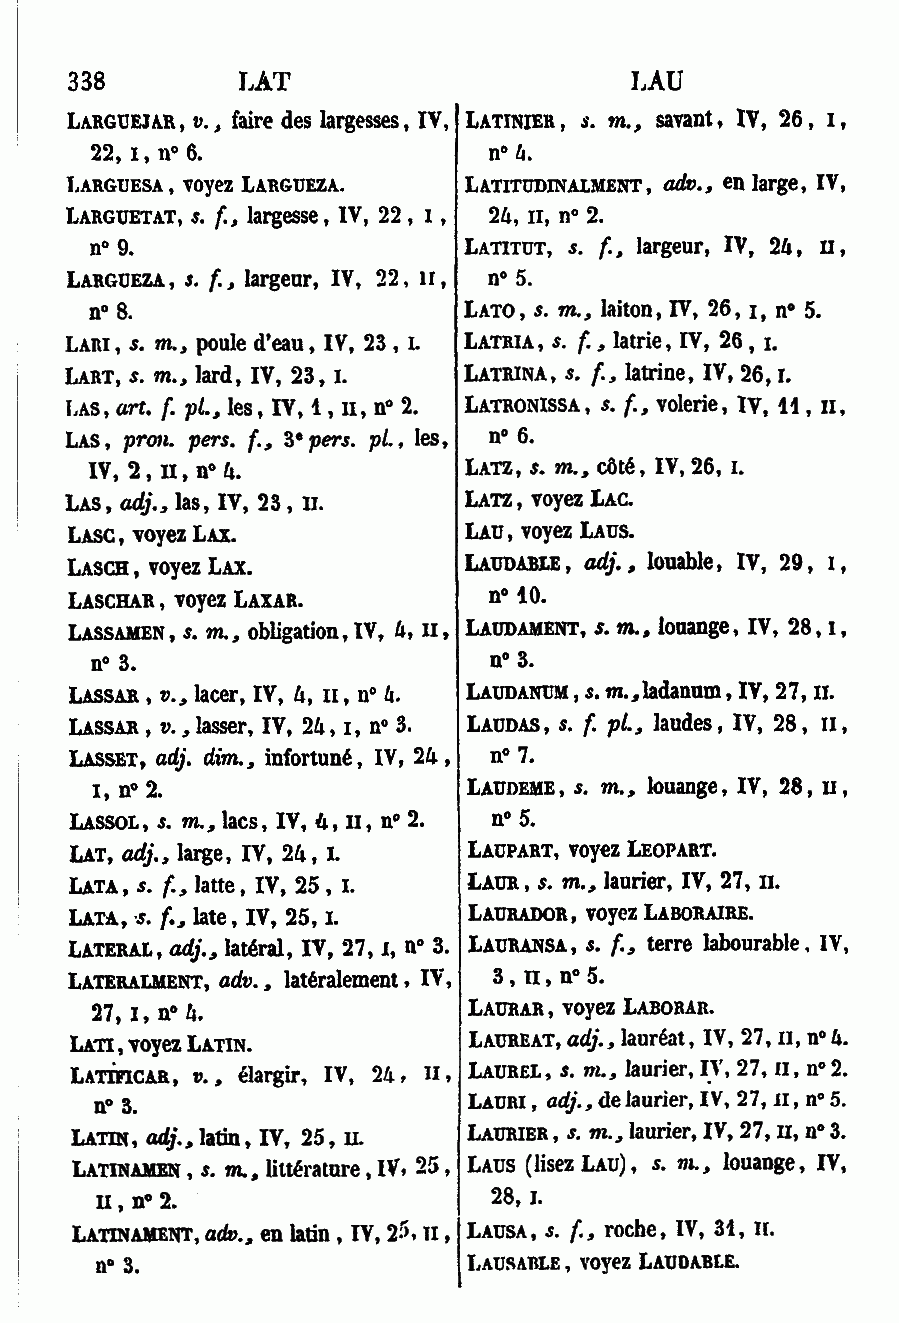 338 LAT LAU
LARGUEJAR, v., faire des largesses, IV,
22, I, n° 6.
LARGUESA, voyez LARGUEZA.
LARGUETAT, s. f., largesse, IV, 22, I,
n° 9.
LARGUEZA, s. f., largeur, IV, 22, II,
n° 8.
LARI, s. m., poule d'eau, IV, 23, I.
LART, s. m., lard, IV, 23, I.
LAS, art. f. pl., les, IV, 1, II, n° 2.
LAS, pron. pers. f., 3e pers. pl., les,
IV, 2, II, n° 4.
LAS, adj., las, IV, 23, II.
LASC, voyez LAX.
LASCH, voyez LAX.
LASCHAR, voyez LAXAR.
LASSAMEN, s. m., obligation, IV, 4, II,
n° 3.
LASSAR, v., lacer, IV, 4, II, n° 4.
LASSAR, v., lasser, IV, 24, I, n° 3.
LASSET, adj. dim., infortuné, IV, 24,
I, n° 2.
LASSOL, s. m., lacs, IV, 4, II, n° 2.
LAT, adj., large, IV, 24, I.
LATA, s. f., latte, IV, 25, I.
LATA, s. f., late, IV, 25, I.
LATERAL, adj., latéral, IV, 27, I, n° 3.
LATERALMENT, adv., latéralement, IV,
27, I, n° 4.
LATI, voyez LATIN.
LATIFICAR, v., élargir, IV, 24, II,
n° 3.
LATIN, adj., latin, IV, 25, II.
LATINAMEN, s. m., littérature, IV, 25,
II, n° 2.
LATINAMENT, adv., en latin, IV, 25, II,
n° 3.
LATINIER, s. m., savant, IV, 26, I,
n° 4.
LATITUDINALMENT, adv., en large, IV,
24, II, n° 2.
LATITUT, s. f., largeur, IV, 24, II,
n° 5.
LATO, s. m., laiton, IV, 26, I, n° 5.
LATRIA, s. f., latrie, IV, 26, I.
LATRINA, s. f., latrine, IV, 26, I.
LATRONISSA, s. f., volerie, IV, 11, II,
n° 6.
LATZ, s. m., côté, IV, 26, I.
LATZ, voyez LAC.
LAU, voyez LAUS.
LAUDABLE, adj., louable, IV, 29, I,
n° 10.
LAUDAMENT, s. m., louange, IV, 28, I,
n° 3.
LAUDANUM, s. m., ladanum, IV, 27, II.
LAUDAS, s. f. pl., laudes, IV, 28, II,
n° 7.
LAUDEME, s. m., louange, IV, 28, II,
n° 5.
LAUPART, voyez LEOPART.
LAUR, s. m., laurier, IV, 27, II.
LAURADOR, voyez LABORAIRE.
LAURANSA, s. f., terre labourable, IV,
3, II, n° 5.
LAURAR, voyez LABORAR.
LAUREAT, adj., lauréat, IV, 27, II, n° 4.
LAUREL, s. m., laurier, IV, 27, II, n° 2.
LAURI, adj., de laurier, IV, 27, II, n° 5.
LAURIER, s. m., laurier, IV, 27, II, n° 3.
LAUS (lisez LAU), s. m., louange, IV,
28, I.
LAUSA, s. f., roche, IV, 31, II.
LAUSABLE, voyez LAUDABLE.